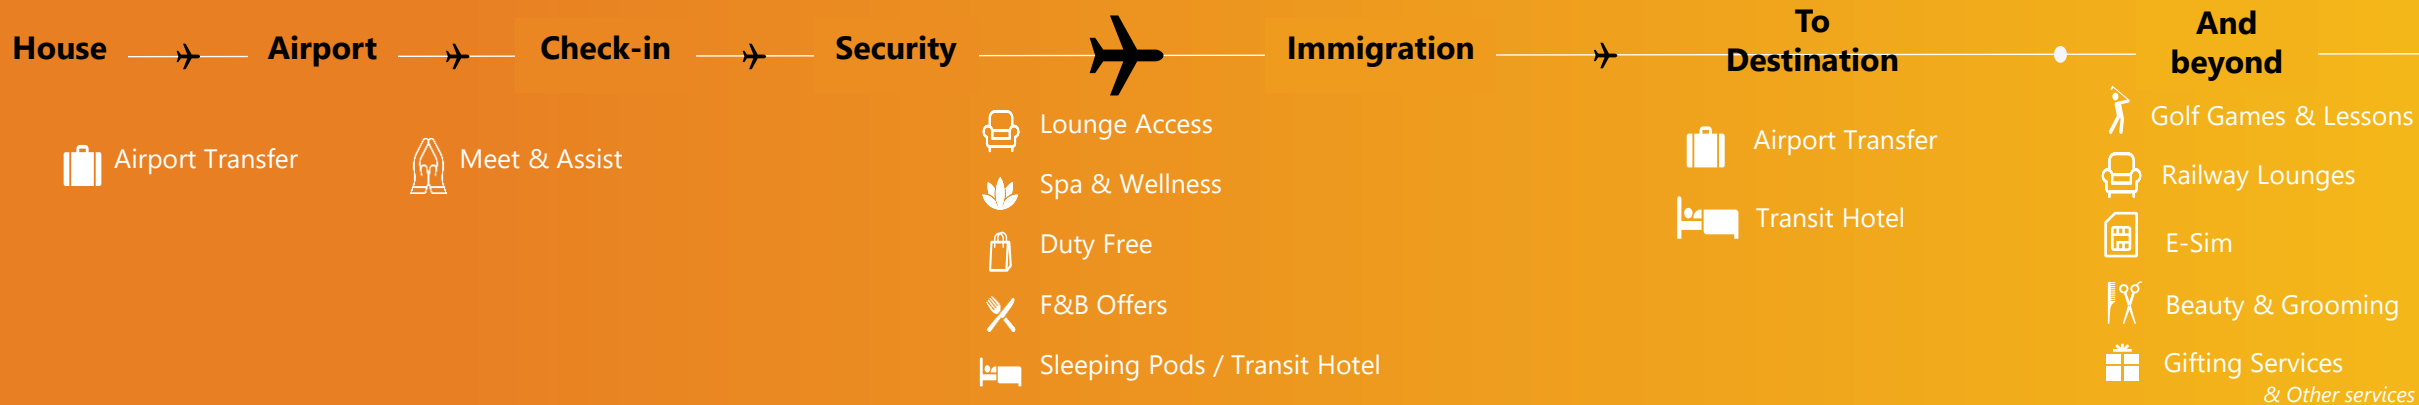 House
Airport
Check-in
Security
Immigration
To
Destination
And
beyond
Airport Transfer
Meet & Assist
Lounge Access
Spa & Wellness
Duty Free
F&B Offers
Sleeping Pods / Transit Hotel
Airport Transfer
Transit Hotel
Golf Games & Lessons
Railway Lounges
E-Sim
Beauty & Grooming
Gifting Services
& Other services